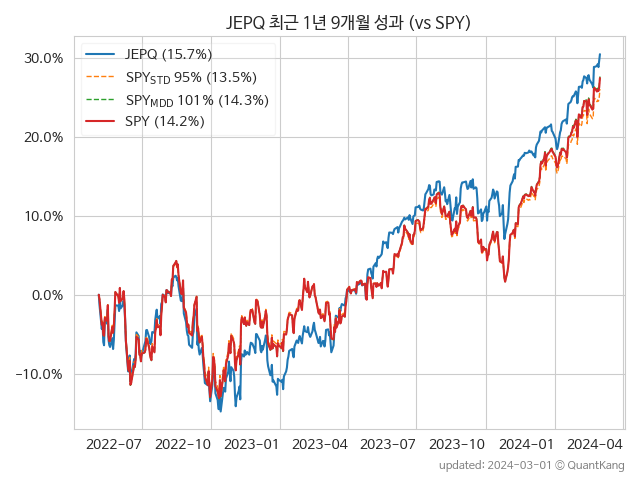 JEPQ 최근 1년 9개월 성과 (vs SPY)
JEPQ (15.7%)
SPY_STD 95% (13.5%)
SPY_MDD 101% (14.3%)
SPY (14.2%)
30.0%
20.0%
10.0%
0.0%
−10.0%
2022-07 2022-10 2023-01 2023-04 2023-07 2023-10 2024-01 2024-04
updated: 2024-03-01 © QuantKang